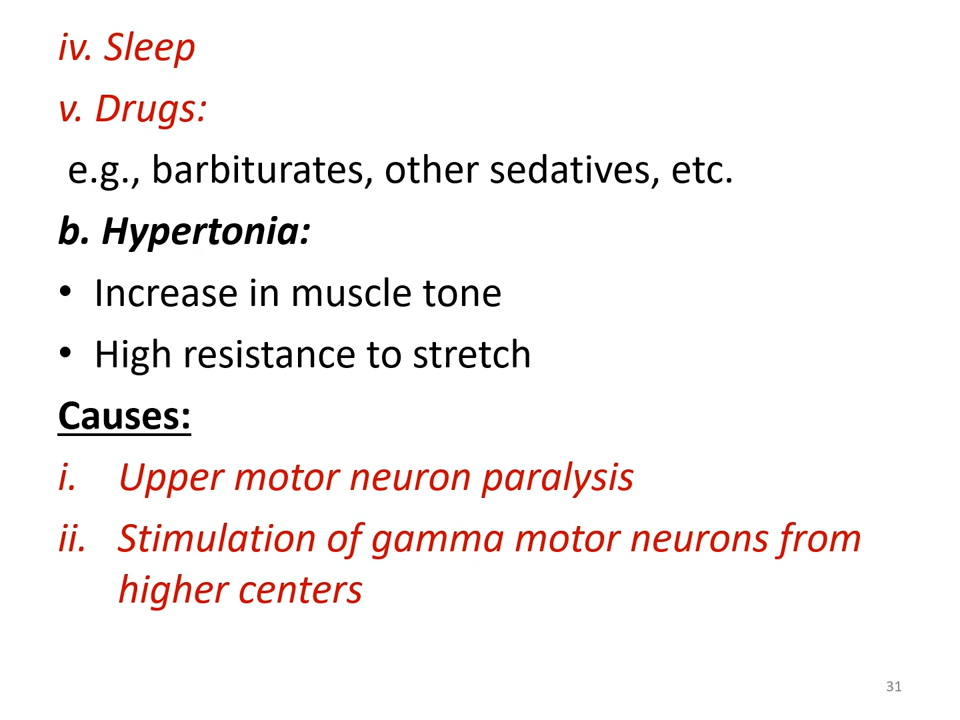 iv. Sleep
v. Drugs:
e.g., barbiturates, other sedatives, etc.
b. Hypertonia:
• Increase in muscle tone
• High resistance to stretch
Causes:
i. Upper motor neuron paralysis
ii. Stimulation of gamma motor neurons from
higher centers
31